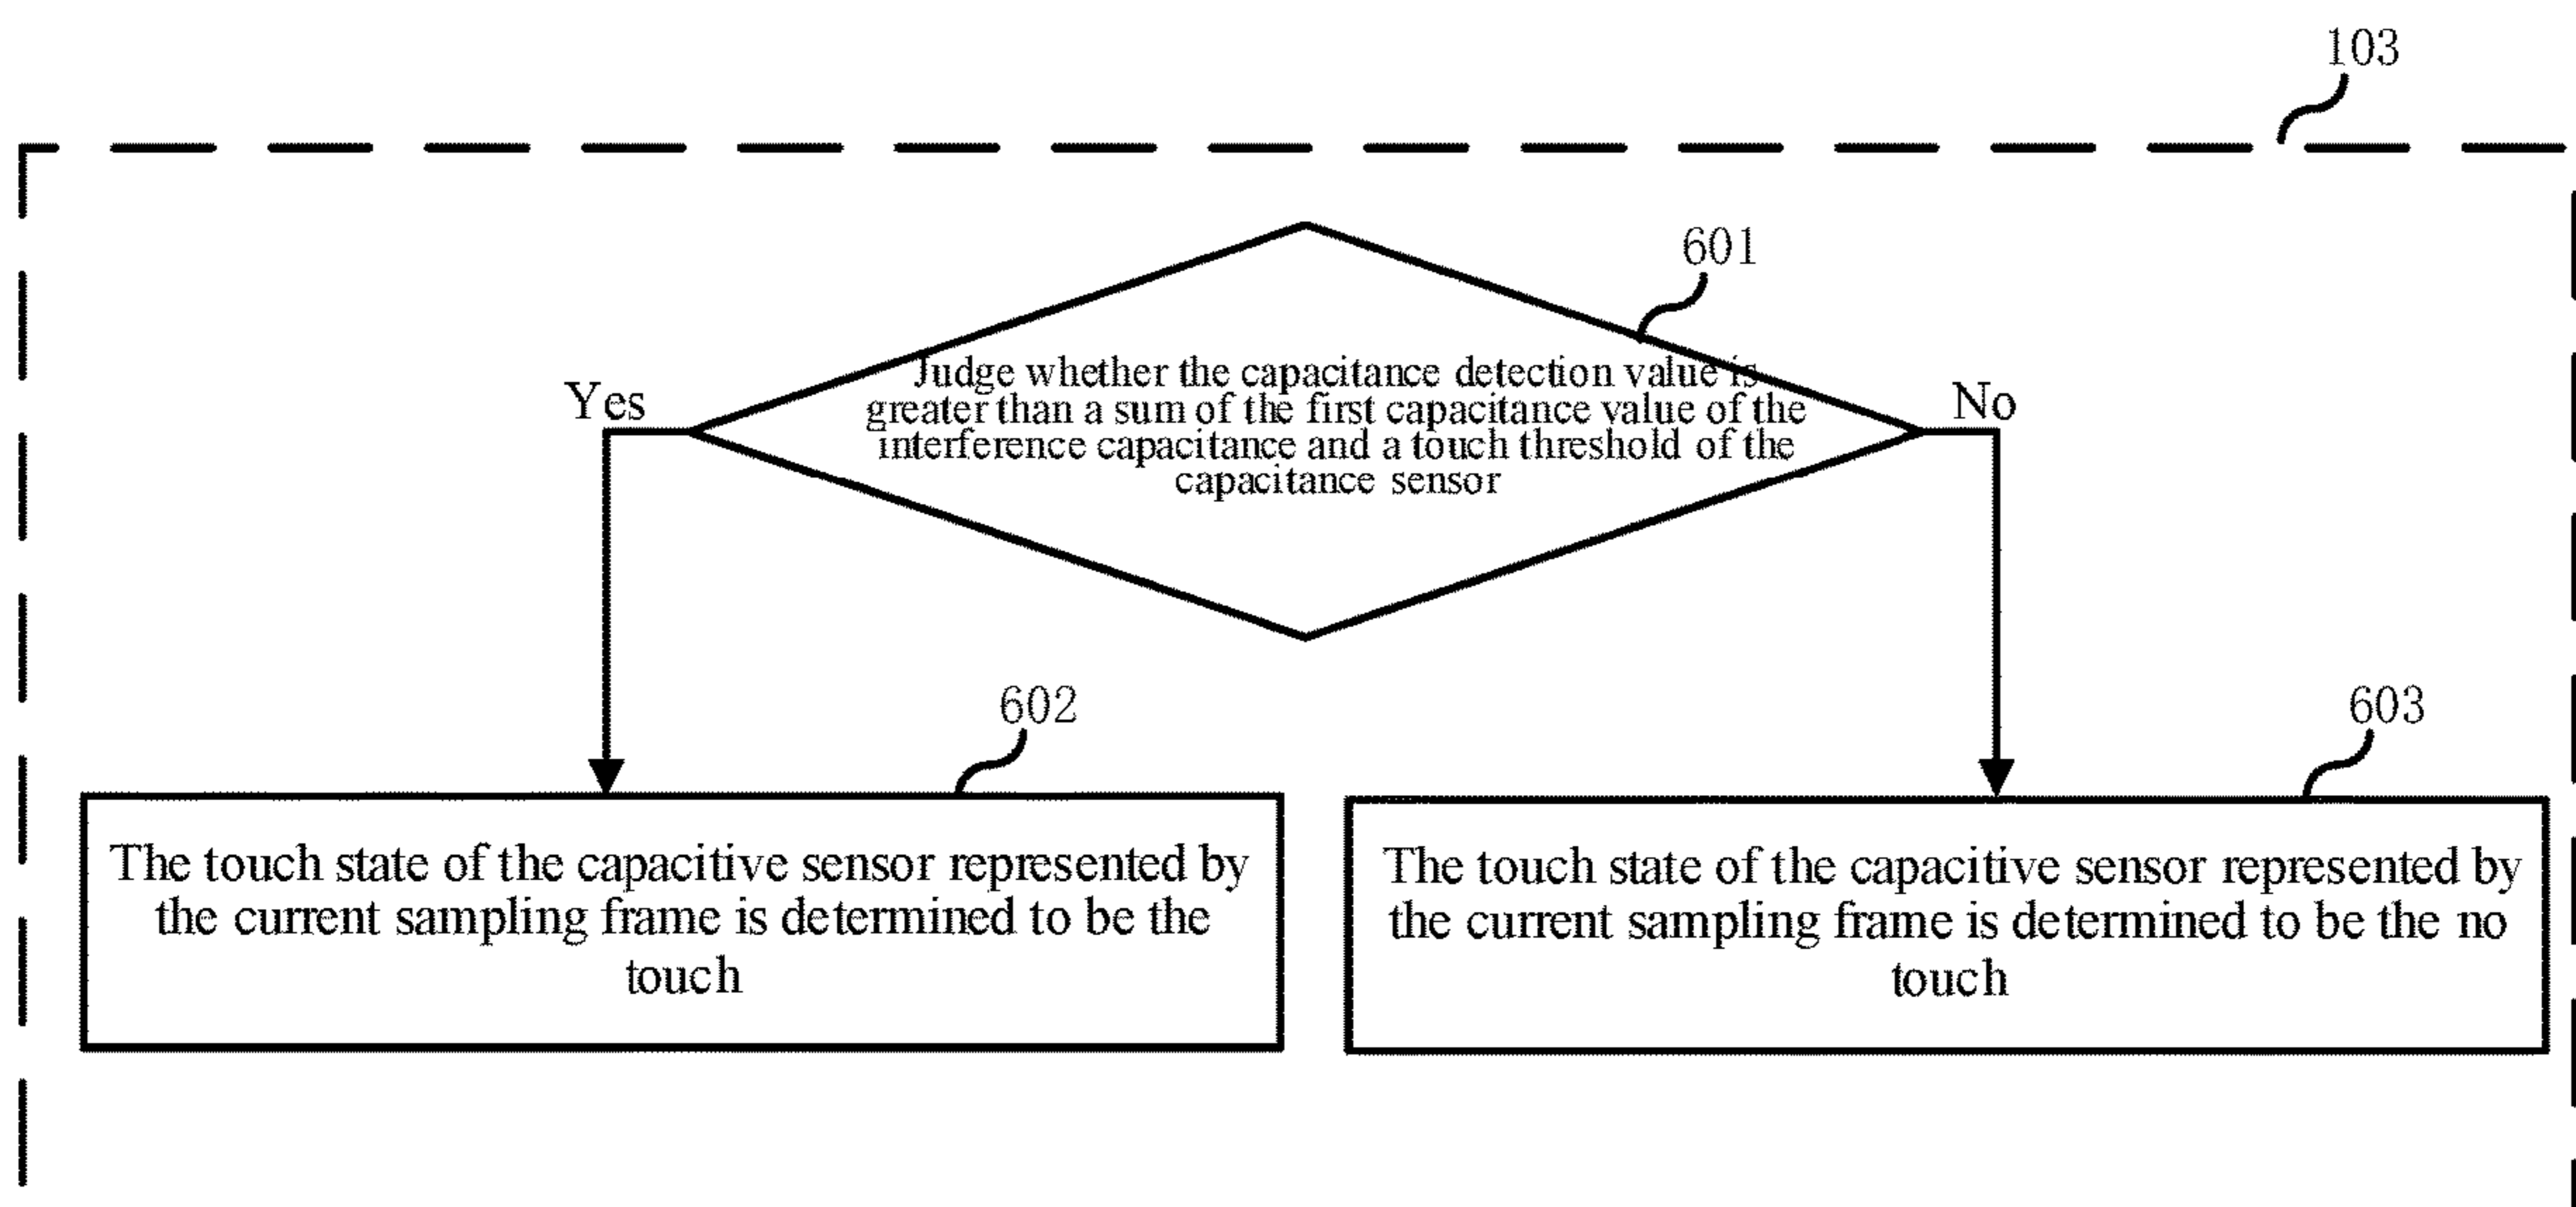 103
601
Judge whether the capacitance detection value is
greater than a sum of the first capacitance value of the
interference capacitance and a touch threshold of the
capacitance sensor
Yes
No
602
603
The touch state of the capacitive sensor represented by
the current sampling frame is determined to be the
touch
The touch state of the capacitive sensor represented by
the current sampling frame is determined to be the no
touch